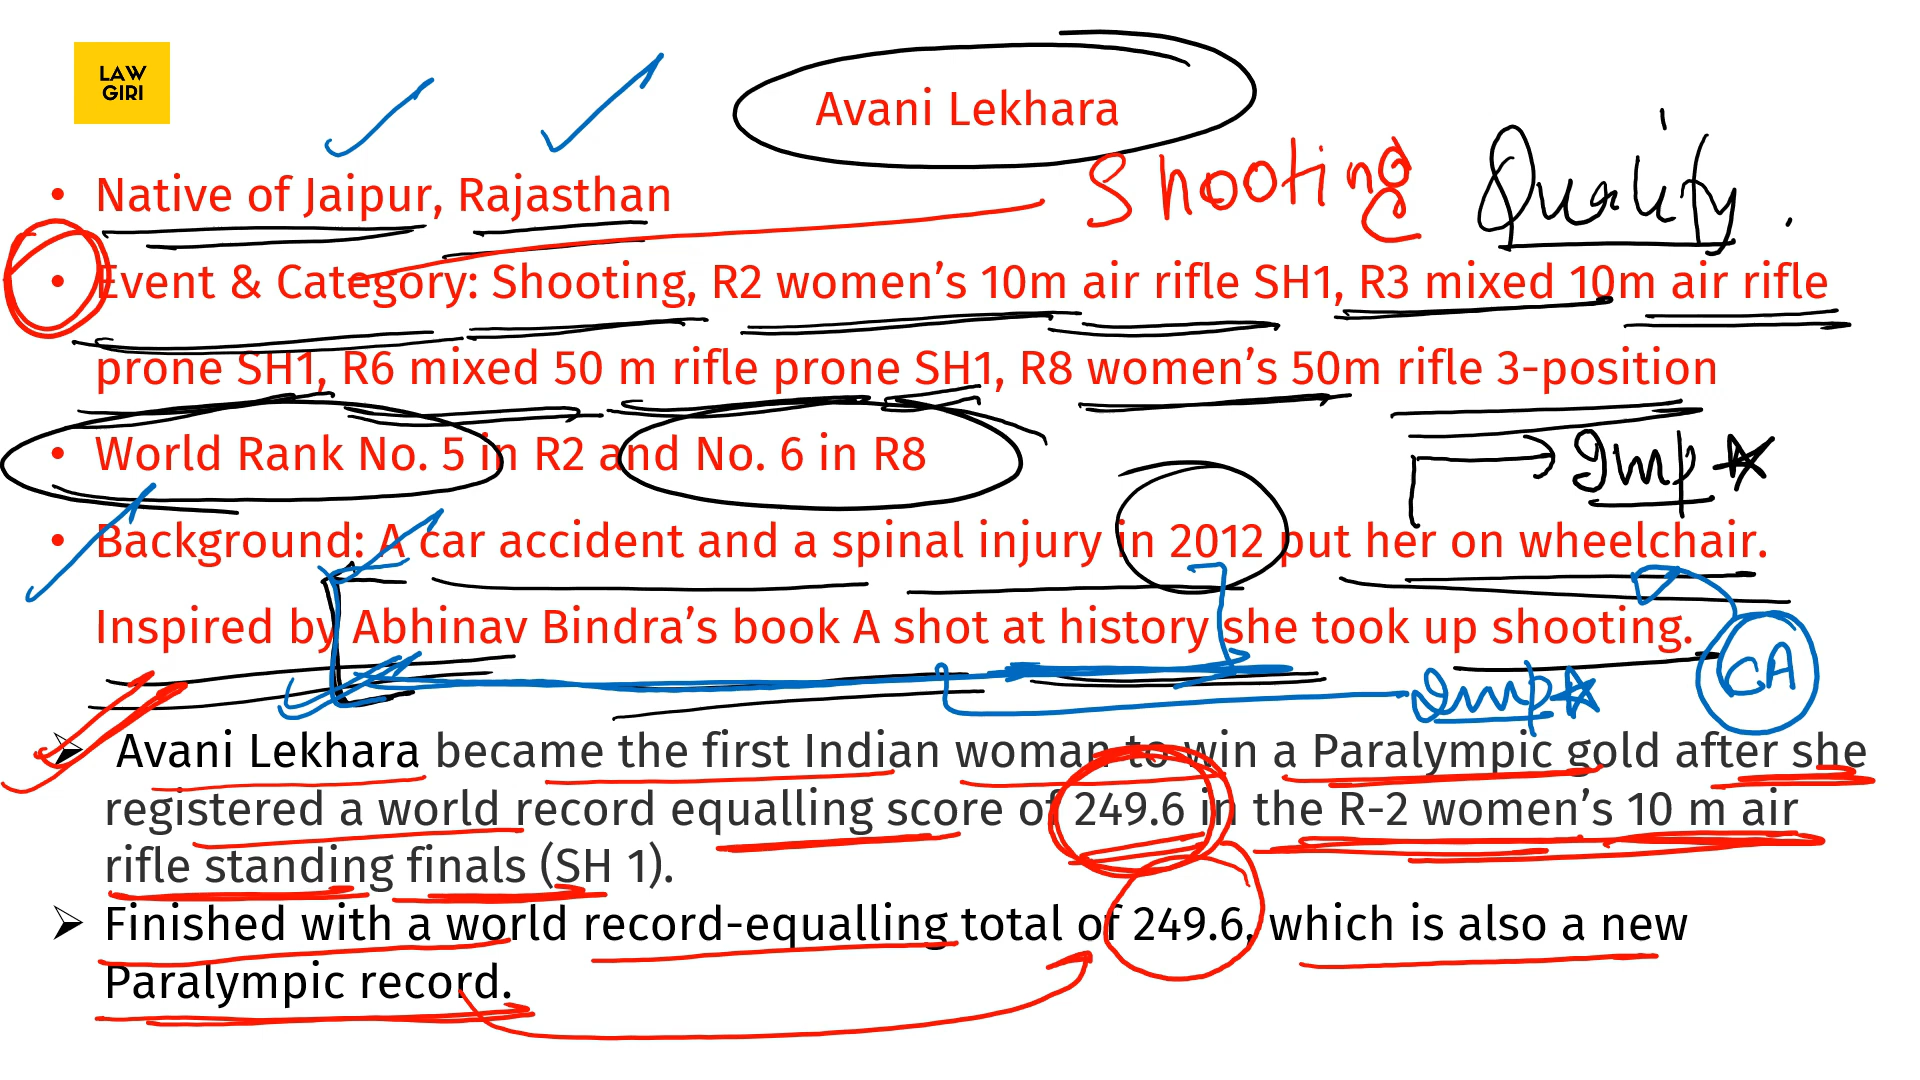 LAW
GIRI
Avani Lekhara
Shooting
Quality.
• Native of Jaipur, Rajasthan
• Event & Category: Shooting, R2 women’s 10m air rifle SH1, R3 mixed 10m air rifle
prone SH1, R6 mixed 50 m rifle prone SH1, R8 women’s 50m rifle 3-position
• World Rank No. 5 in R2 and No. 6 in R8
Imp
• Background: A car accident and a spinal injury in 2012 put her on wheelchair.
Inspired by Abhinav Bindra’s book A shot at history she took up shooting.
CA
Imp
➢ Avani Lekhara became the first Indian woman to win a Paralympic gold after she
registered a world record equalling score of 249.6 in the R-2 women’s 10 m air
rifle standing finals (SH 1).
➢ Finished with a world record-equalling total of 249.6, which is also a new
Paralympic record.